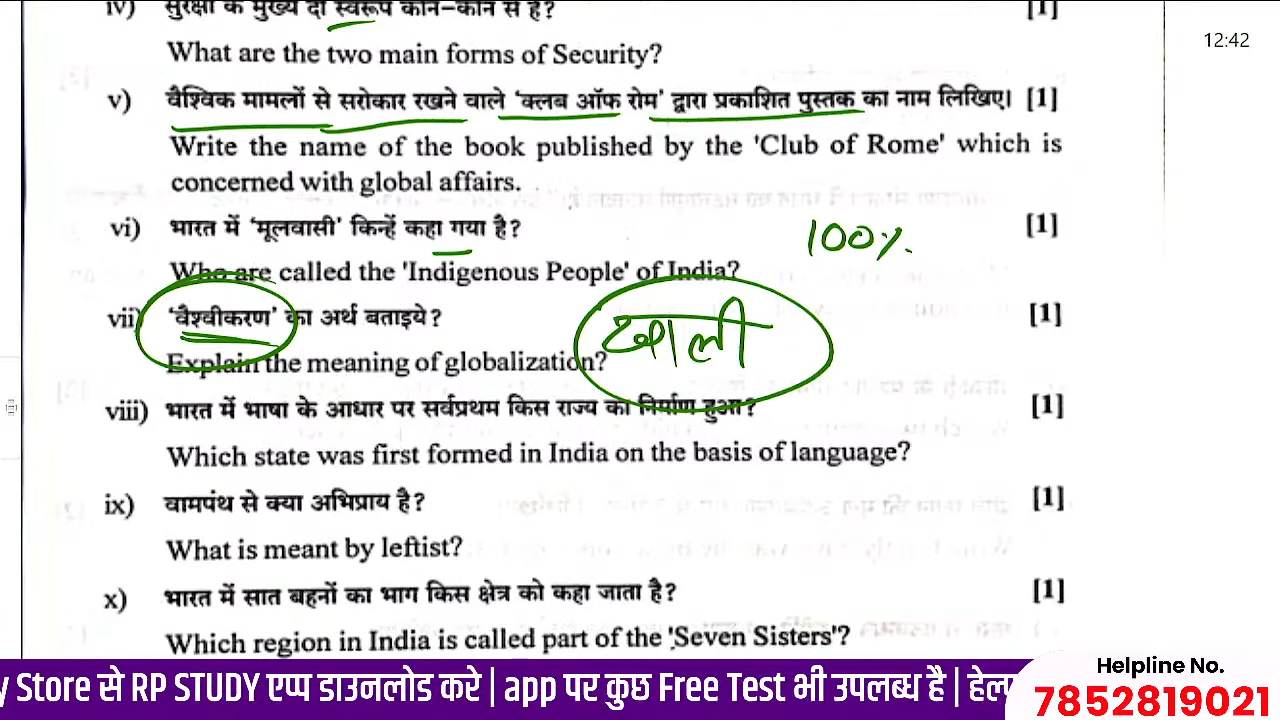 iv) सुरक्षा के मुख्य दो स्वरूप कौन-कौन से है? [1]
12:42
What are the two main forms of Security?
v) वैश्विक मामलों से सरोकार रखने वाले ‘क्लब ऑफ रोम’ द्वारा प्रकाशित पुस्तक का नाम लिखिए। [1]
Write the name of the book published by the 'Club of Rome' which is
concerned with global affairs.
vi) भारत में ‘मूलवासी’ किन्हें कहा गया है? [1]
100%
Who are called the 'Indigenous People' of India?
vii) ‘वैश्वीकरण’ का अर्थ बताइये? [1]
खाली
Explain the meaning of globalization?
viii) भारत में भाषा के आधार पर सर्वप्रथम किस राज्य का निर्माण हुआ? [1]
Which state was first formed in India on the basis of language?
ix) वामपंथ से क्या अभिप्राय है? [1]
What is meant by leftist?
x) भारत में सात बहनों का भाग किस क्षेत्र को कहा जाता है? [1]
Which region in India is called part of the 'Seven Sisters'?
y Store से RP STUDY एप्प डाउनलोड करे | app पर कुछ Free Test भी उपलब्ध है | हेल
Helpline No.
7852819021